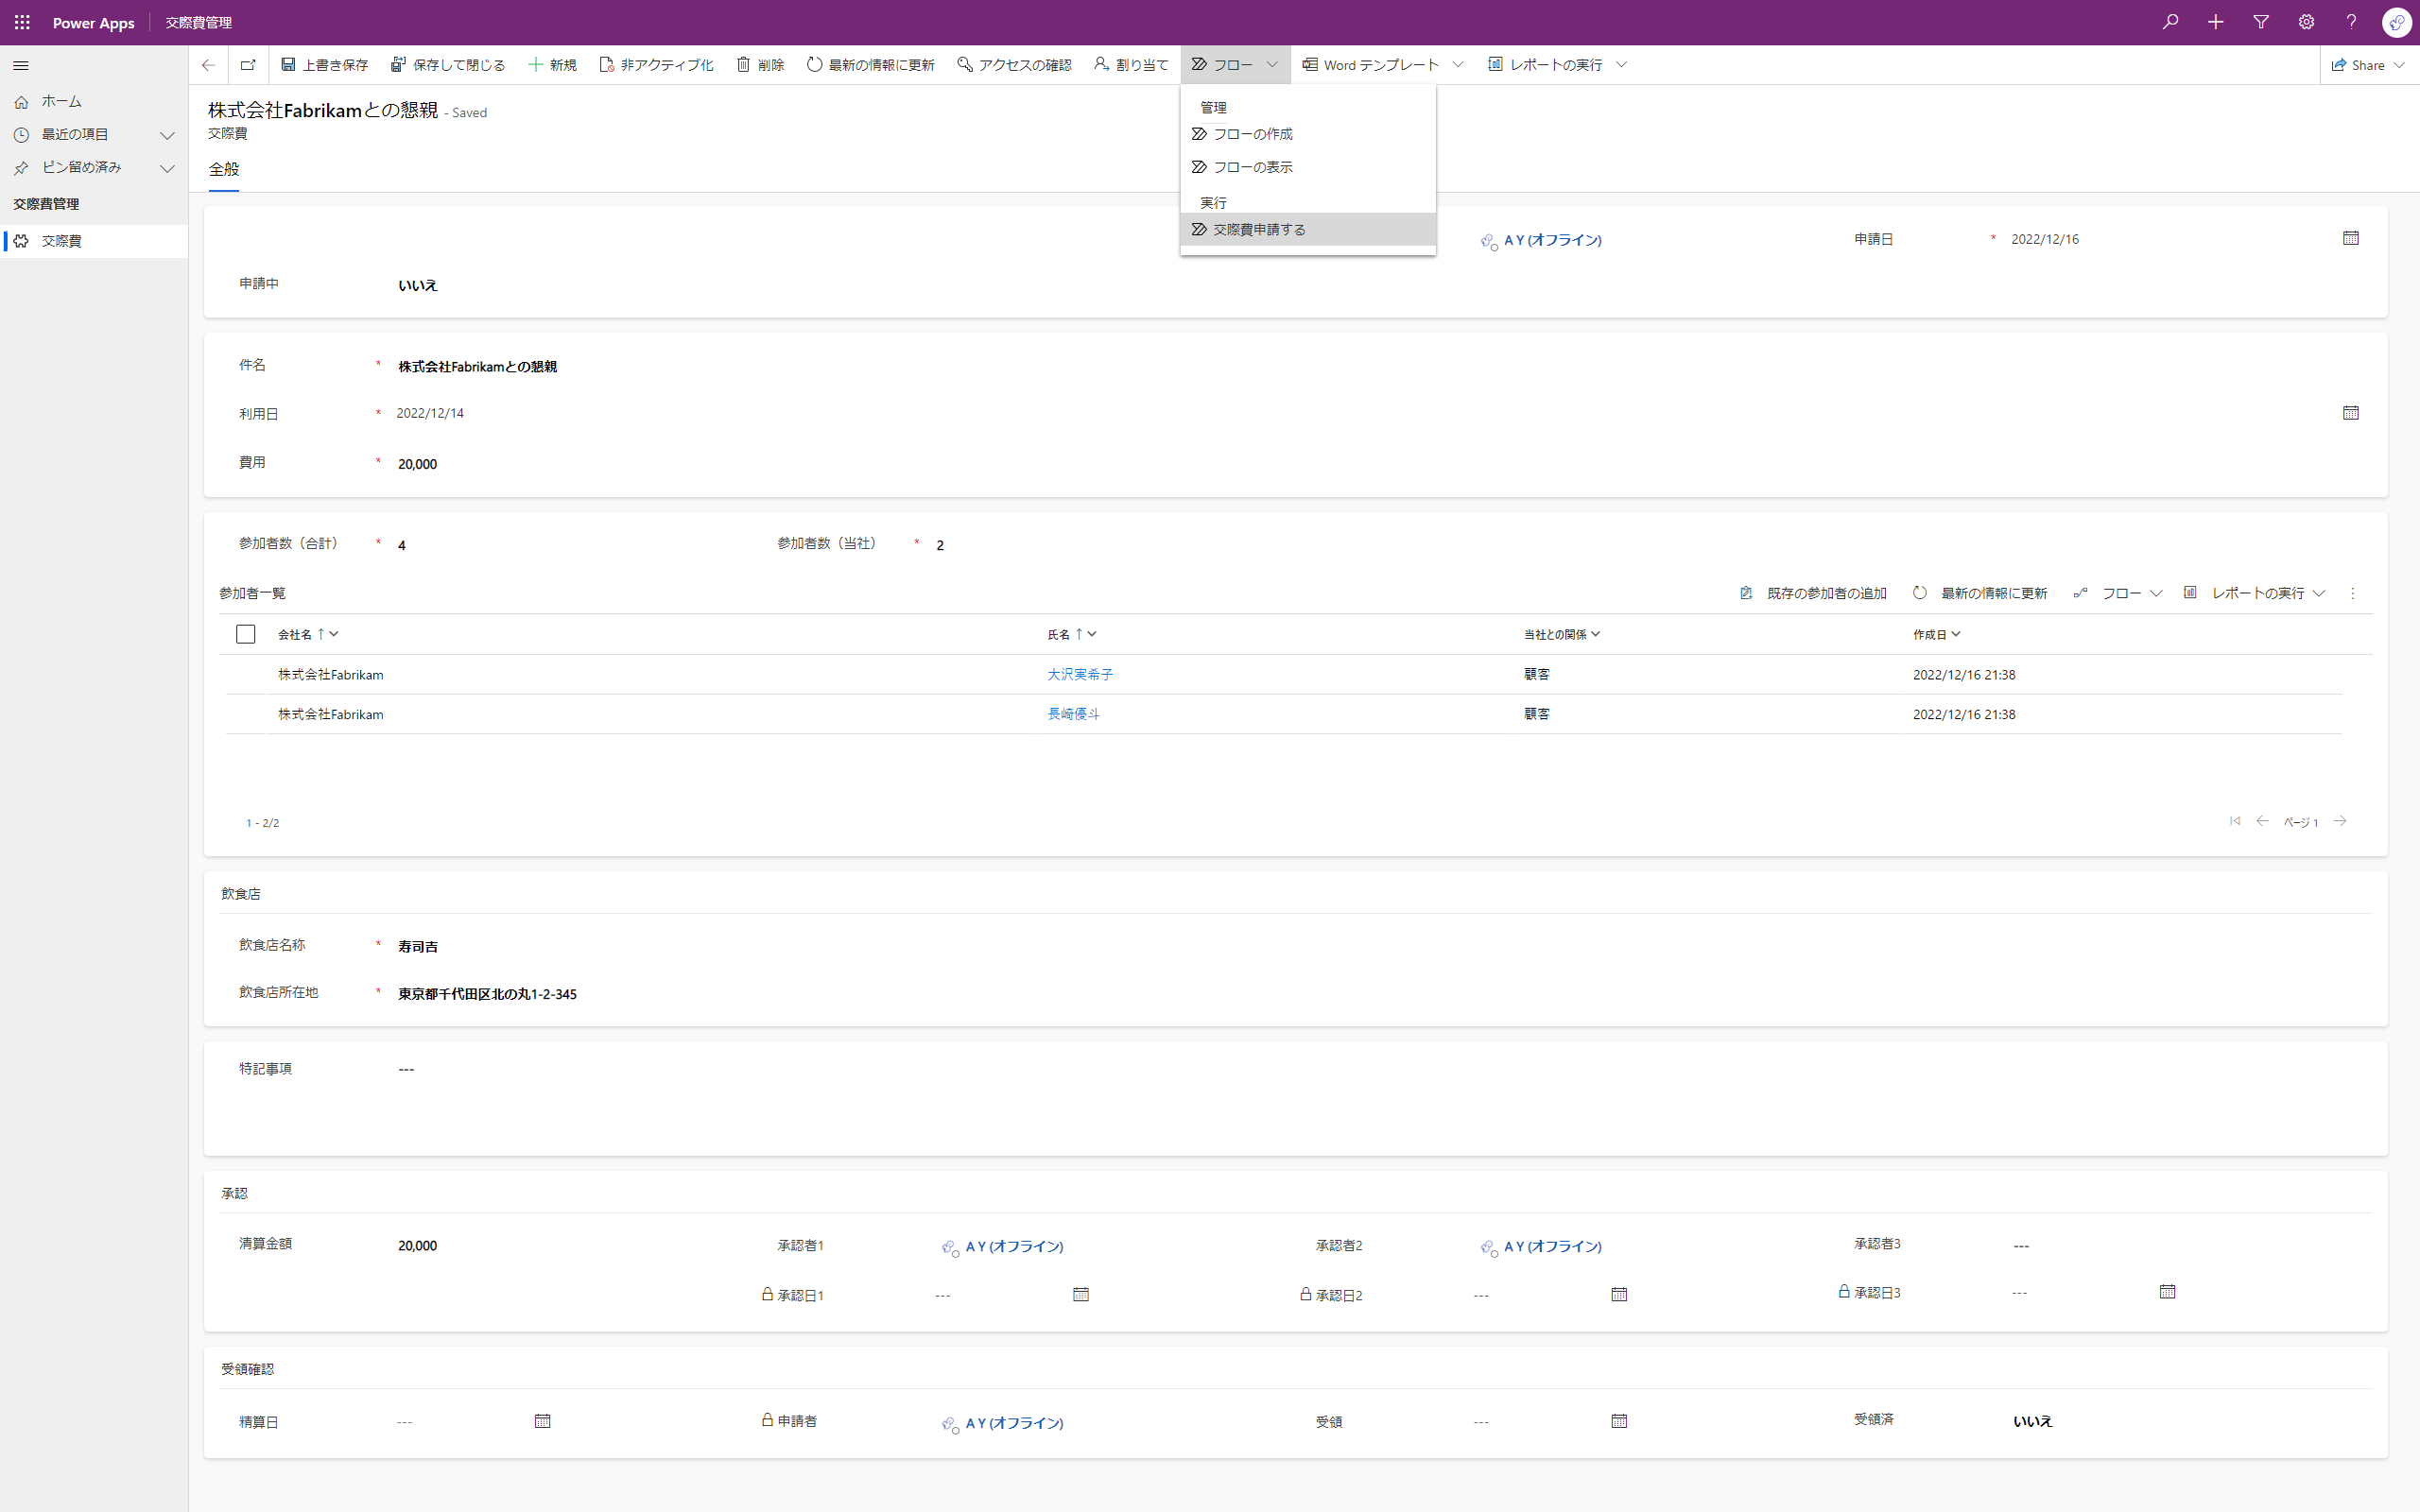 Power Apps 交際費管理
上書き保存 保存して閉じる 新規 非アクティブ化 削除 最新の情報に更新 アクセスの確認 割り当て フロー Word テンプレート レポートの実行 Share
ホーム
最近の項目
ピン留め済み
交際費管理
交際費
株式会社Fabrikamとの懇親 - Saved
交際費
全般
管理
フローの作成
フローの表示
実行
交際費申請する
A Y (オフライン) 申請日 * 2022/12/16
申請中 いいえ
件名 * 株式会社Fabrikamとの懇親
利用日 * 2022/12/14
費用 * 20,000
参加者数（合計） * 4 参加者数（当社） * 2
参加者一覧 既存の参加者の追加 最新の情報に更新 フロー レポートの実行
会社名 ↑ 氏名 ↑ 当社との関係 作成日
株式会社Fabrikam 大沢実希子 顧客 2022/12/16 21:38
株式会社Fabrikam 長崎優斗 顧客 2022/12/16 21:38
1 - 2/2 ページ 1
飲食店
飲食店名称 * 寿司吉
飲食店所在地 * 東京都千代田区北の丸1-2-345
特記事項 ---
承認
清算金額 20,000 承認者1 A Y (オフライン) 承認者2 A Y (オフライン) 承認者3 ---
承認日1 --- 承認日2 --- 承認日3 ---
受領確認
精算日 --- 申請者 A Y (オフライン) 受領 --- 受領済 いいえ